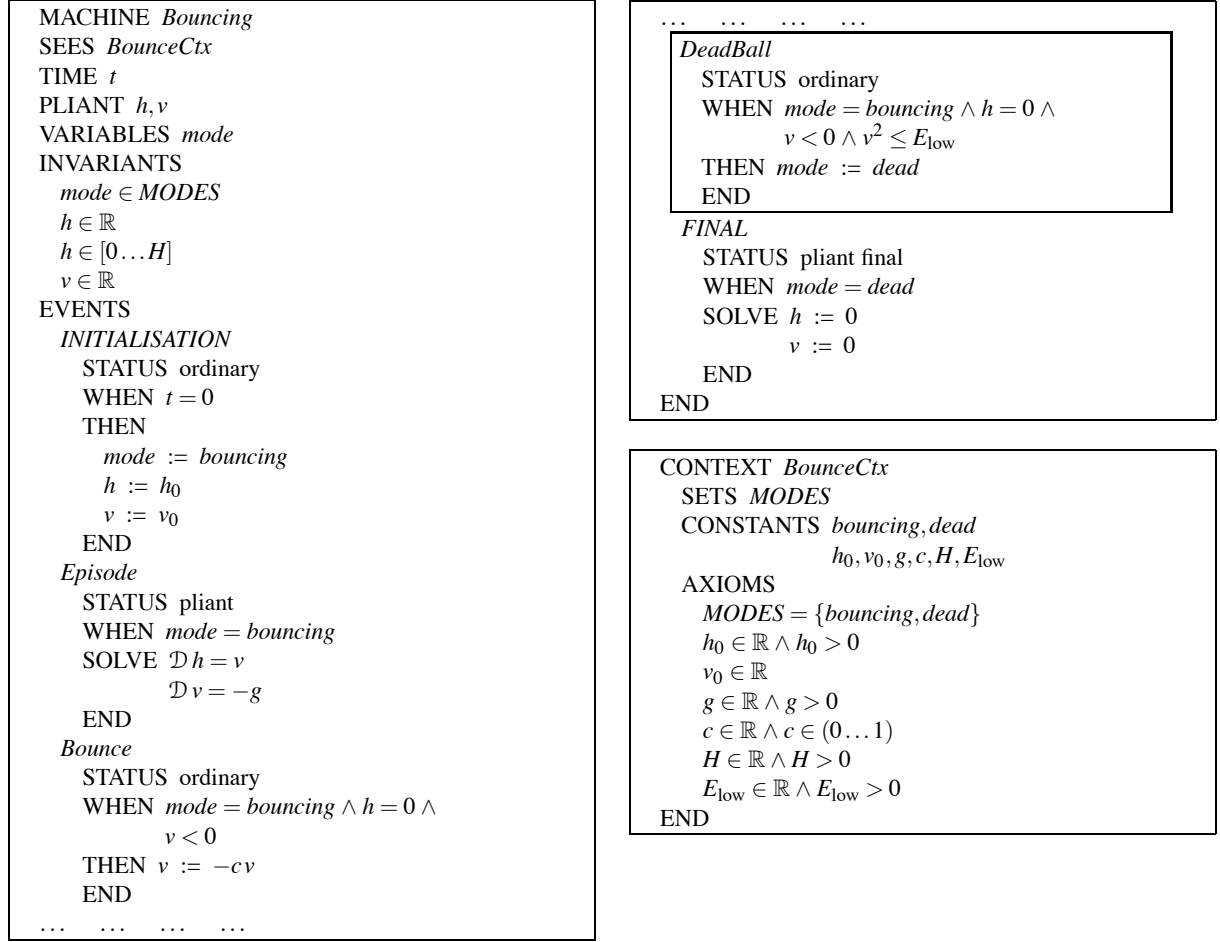 MACHINE Bouncing
SEES BounceCtx
TIME t
PLIANT h,v
VARIABLES mode
INVARIANTS
mode ∈ MODES
h ∈ ℝ
h ∈ [0…H]
v ∈ ℝ
EVENTS
INITIALISATION
STATUS ordinary
WHEN t = 0
THEN
mode := bouncing
h := h₀
v := v₀
END
Episode
STATUS pliant
WHEN mode = bouncing
SOLVE 𝒟 h = v
𝒟 v = −g
END
Bounce
STATUS ordinary
WHEN mode = bouncing ∧ h = 0 ∧
v < 0
THEN v := −c v
END
… … … …
… … … …
DeadBall
STATUS ordinary
WHEN mode = bouncing ∧ h = 0 ∧
v < 0 ∧ v² ≤ E_low
THEN mode := dead
END
FINAL
STATUS pliant final
WHEN mode = dead
SOLVE h := 0
v := 0
END
END
CONTEXT BounceCtx
SETS MODES
CONSTANTS bouncing,dead
h₀,v₀,g,c,H,E_low
AXIOMS
MODES = {bouncing,dead}
h₀ ∈ ℝ ∧ h₀ > 0
v₀ ∈ ℝ
g ∈ ℝ ∧ g > 0
c ∈ ℝ ∧ c ∈ (0…1)
H ∈ ℝ ∧ H > 0
E_low ∈ ℝ ∧ E_low > 0
END